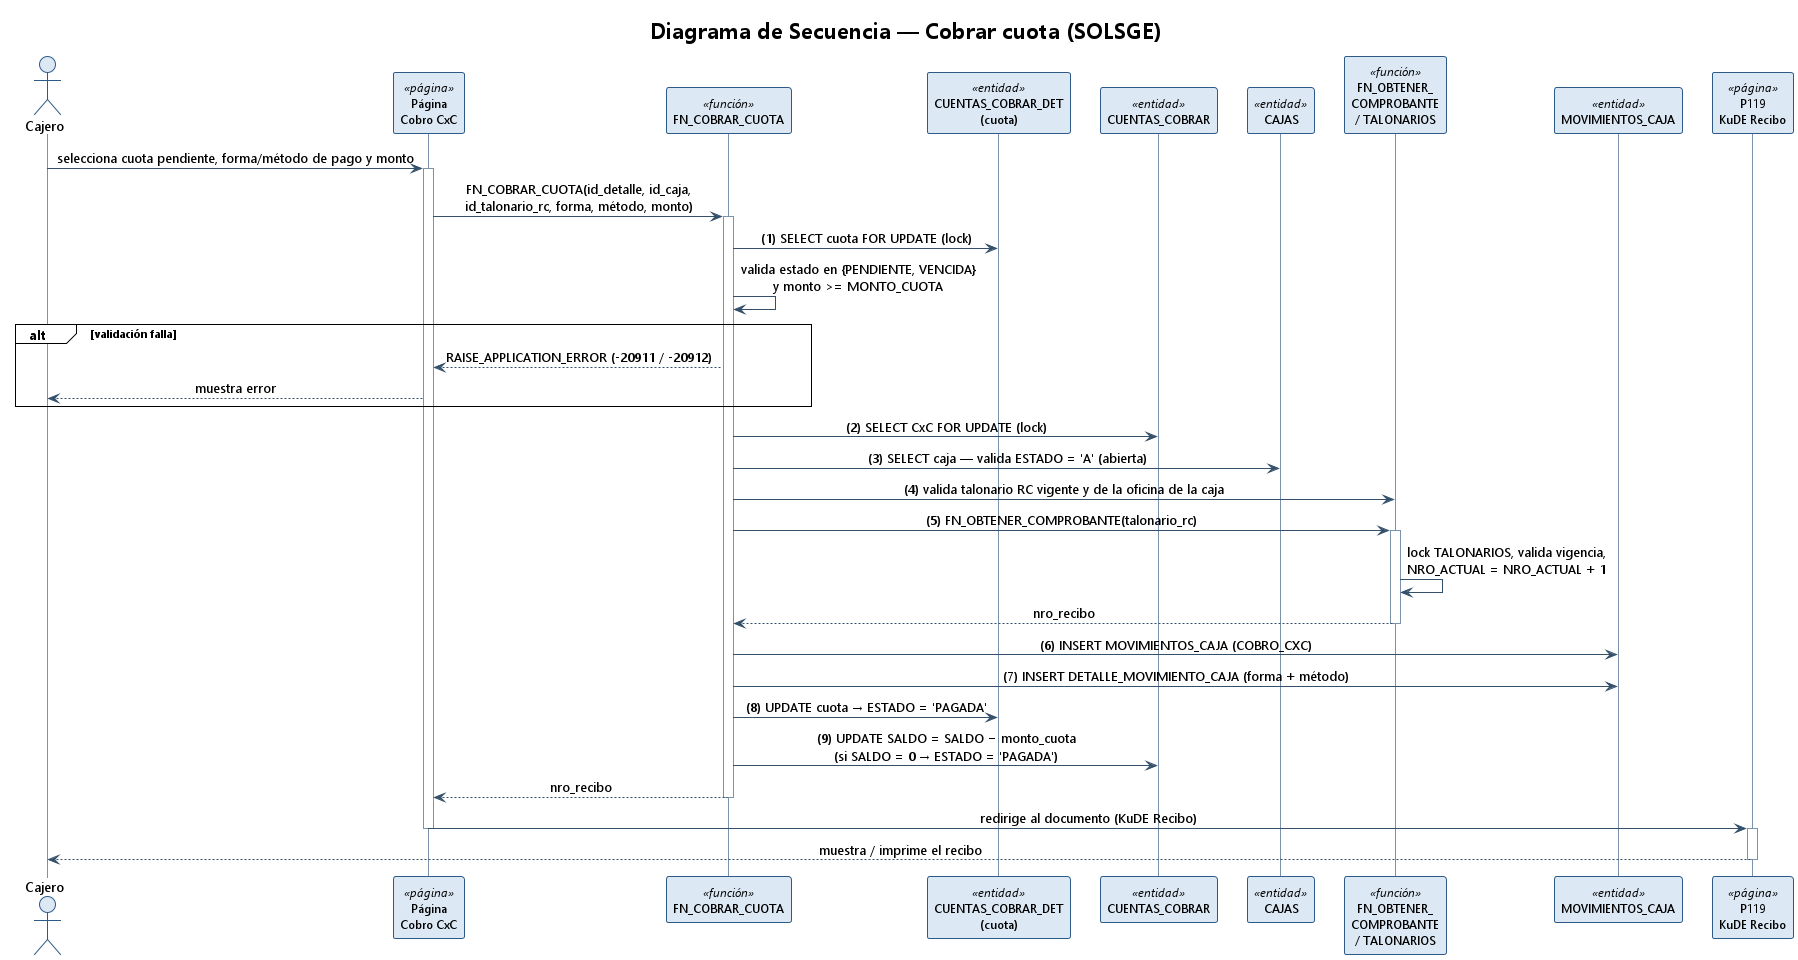 Diagrama de Secuencia — Cobrar cuota (SOLSGE)
Cajero
«página»
Página
Cobro CxC
«función»
FN_COBRAR_CUOTA
«entidad»
CUENTAS_COBRAR_DET
(cuota)
«entidad»
CUENTAS_COBRAR
«entidad»
CAJAS
«función»
FN_OBTENER_
COMPROBANTE
/ TALONARIOS
«entidad»
MOVIMIENTOS_CAJA
«página»
P119
KuDE Recibo
selecciona cuota pendiente, forma/método de pago y monto
FN_COBRAR_CUOTA(id_detalle, id_caja,
id_talonario_rc, forma, método, monto)
(1) SELECT cuota FOR UPDATE (lock)
valida estado en {PENDIENTE, VENCIDA}
y monto >= MONTO_CUOTA
alt [validación falla]
RAISE_APPLICATION_ERROR (-20911 / -20912)
muestra error
(2) SELECT CxC FOR UPDATE (lock)
(3) SELECT caja — valida ESTADO = 'A' (abierta)
(4) valida talonario RC vigente y de la oficina de la caja
(5) FN_OBTENER_COMPROBANTE(talonario_rc)
lock TALONARIOS, valida vigencia,
NRO_ACTUAL = NRO_ACTUAL + 1
nro_recibo
(6) INSERT MOVIMIENTOS_CAJA (COBRO_CXC)
(7) INSERT DETALLE_MOVIMIENTO_CAJA (forma + método)
(8) UPDATE cuota → ESTADO = 'PAGADA'
(9) UPDATE SALDO = SALDO − monto_cuota
(si SALDO = 0 → ESTADO = 'PAGADA')
nro_recibo
redirige al documento (KuDE Recibo)
muestra / imprime el recibo
Cajero
«página»
Página
Cobro CxC
«función»
FN_COBRAR_CUOTA
«entidad»
CUENTAS_COBRAR_DET
(cuota)
«entidad»
CUENTAS_COBRAR
«entidad»
CAJAS
«función»
FN_OBTENER_
COMPROBANTE
/ TALONARIOS
«entidad»
MOVIMIENTOS_CAJA
«página»
P119
KuDE Recibo